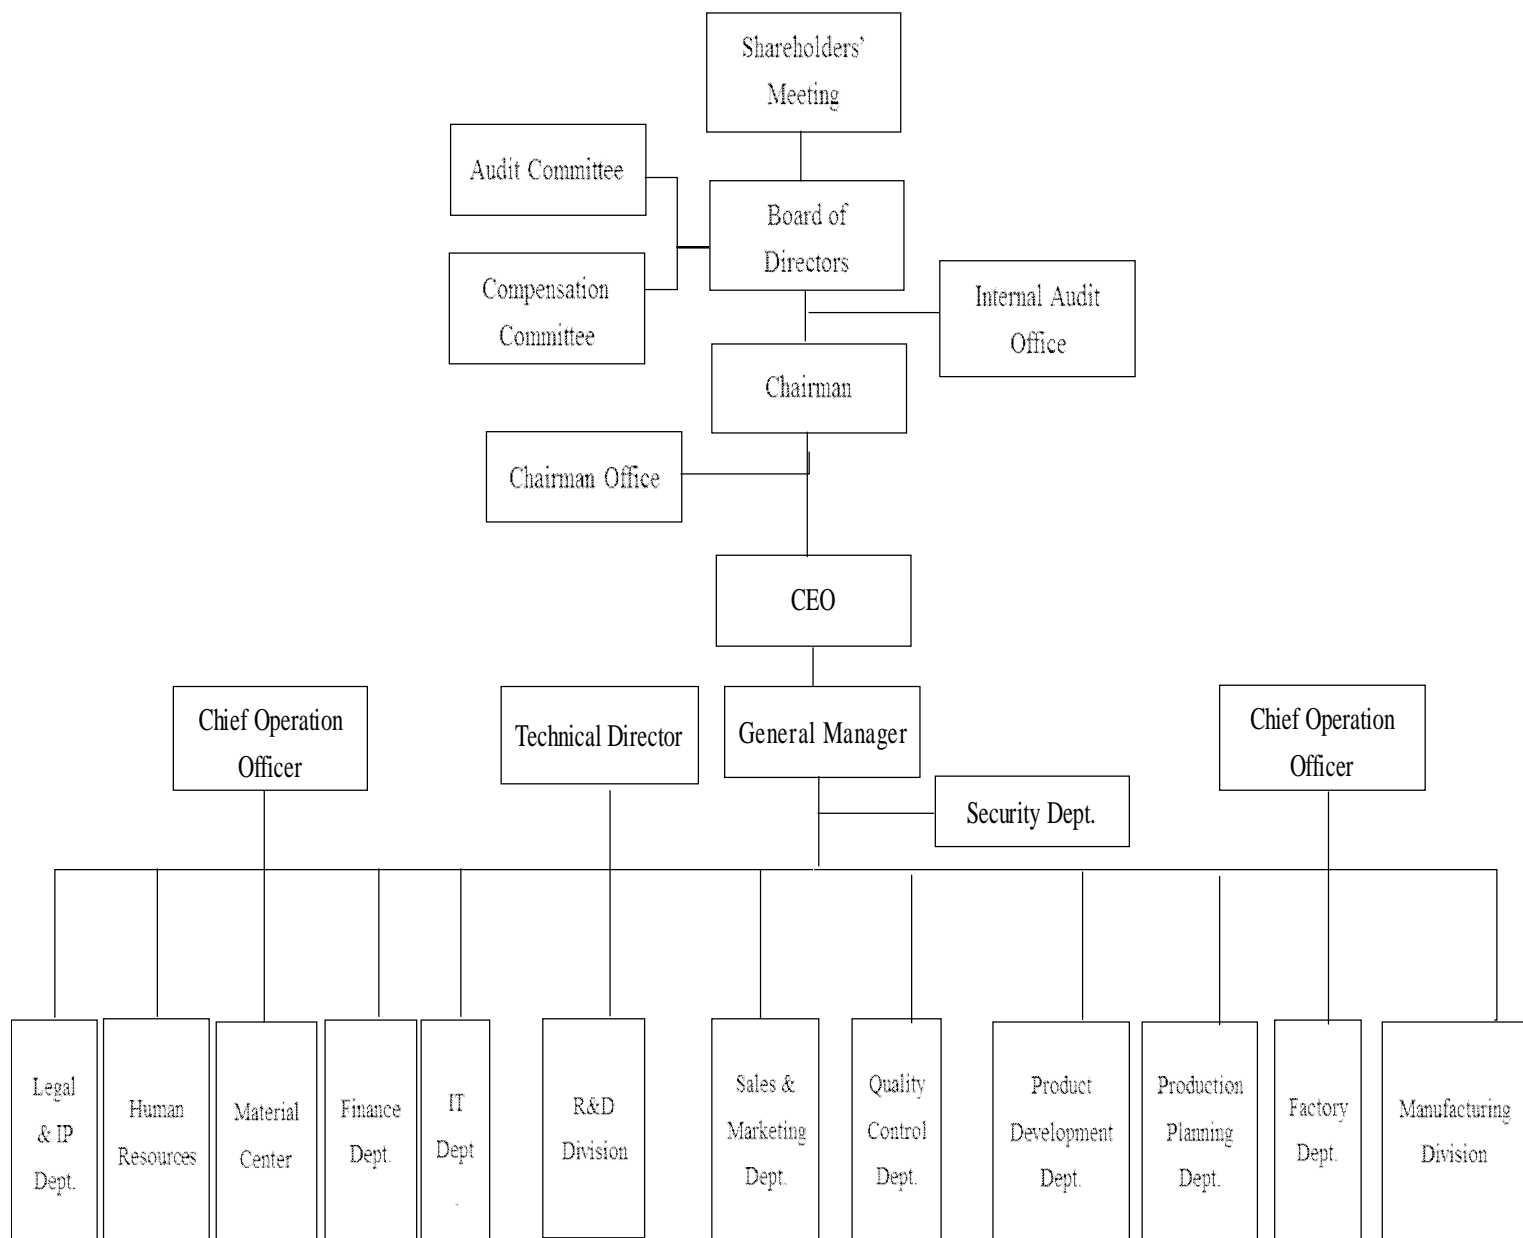 Shareholders’
Meeting
Audit Committee
Board of
Directors
Compensation
Committee
Internal Audit
Office
Chairman
Chairman Office
CEO
Chief Operation
Officer
Technical Director
General Manager
Chief Operation
Officer
Security Dept.
Legal
& IP
Dept.
Human
Resources
Material
Center
Finance
Dept.
IT
Dept
.
R&D
Division
Sales &
Marketing
Dept.
Quality
Control
Dept.
Product
Development
Dept.
Production
Planning
Dept.
Factory
Dept.
Manufacturing
Division